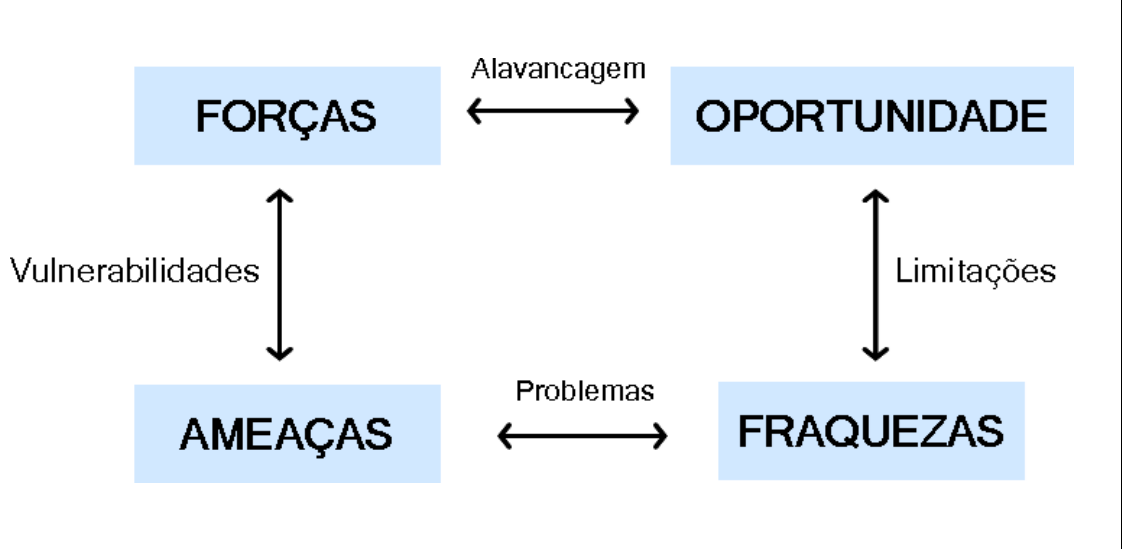 Alavancagem
FORÇAS
OPORTUNIDADE
Vulnerabilidades
Limitações
Problemas
AMEAÇAS
FRAQUEZAS